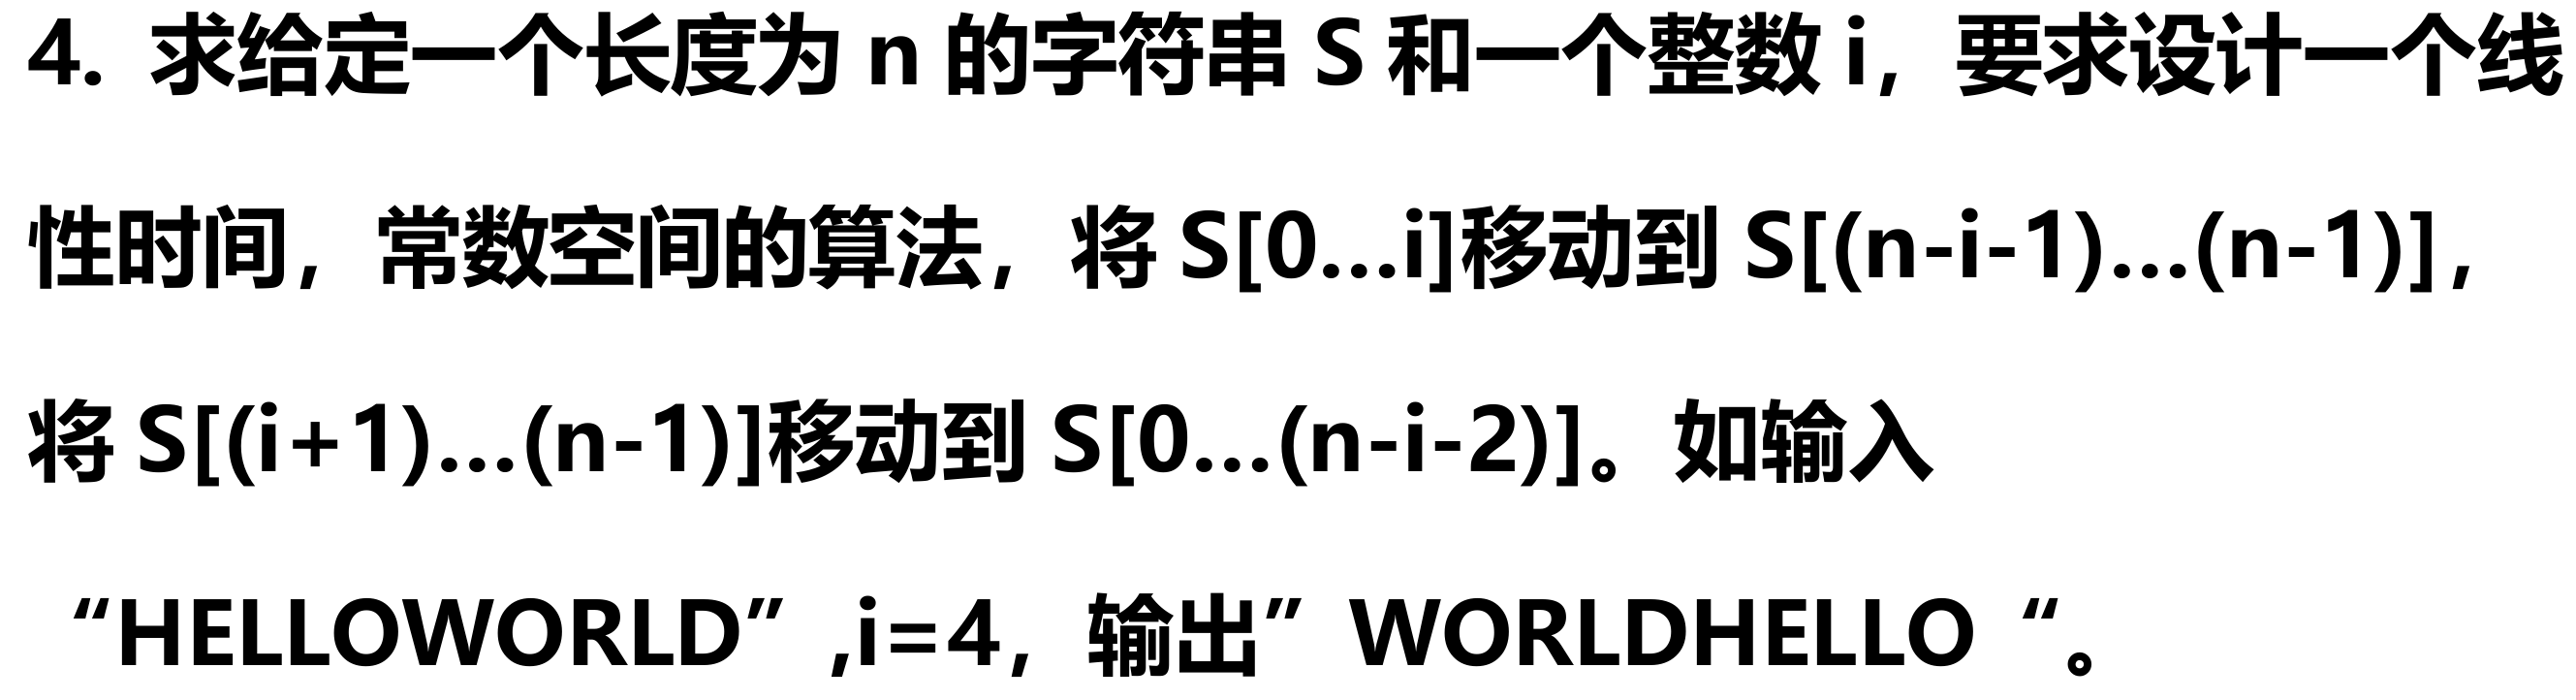 4. 求给定一个长度为 n 的字符串 S 和一个整数 i，要求设计一个线
性时间，常数空间的算法，将 S[0...i]移动到 S[(n-i-1)...(n-1)]，
将 S[(i+1)...(n-1)]移动到 S[0...(n-i-2)]。如输入
“HELLOWORLD” ,i=4，输出” WORLDHELLO “。